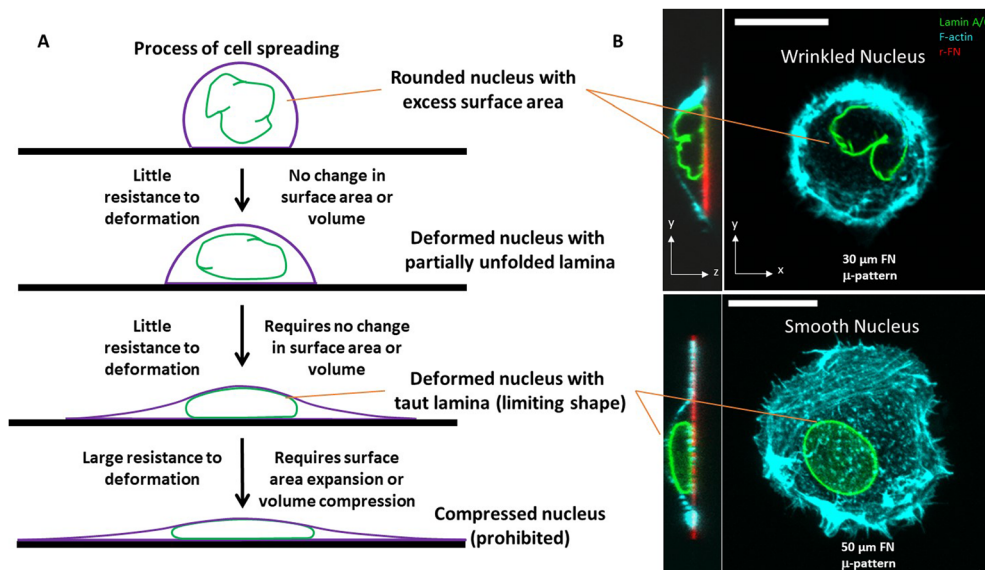 A
Process of cell spreading
Rounded nucleus with
excess surface area
Little
resistance to
deformation
No change in
surface area or
volume
Deformed nucleus with
partially unfolded lamina
Little
resistance to
deformation
Requires no change
in surface area or
volume
Deformed nucleus with
taut lamina (limiting shape)
Large resistance to
deformation
Requires surface
area expansion or
volume compression
Compressed nucleus
(prohibited)
B
Lamin A/
F-actin
r-FN
Wrinkled Nucleus
y
z
y
x
30 μm FN
μ-pattern
Smooth Nucleus
50 μm FN
μ-pattern